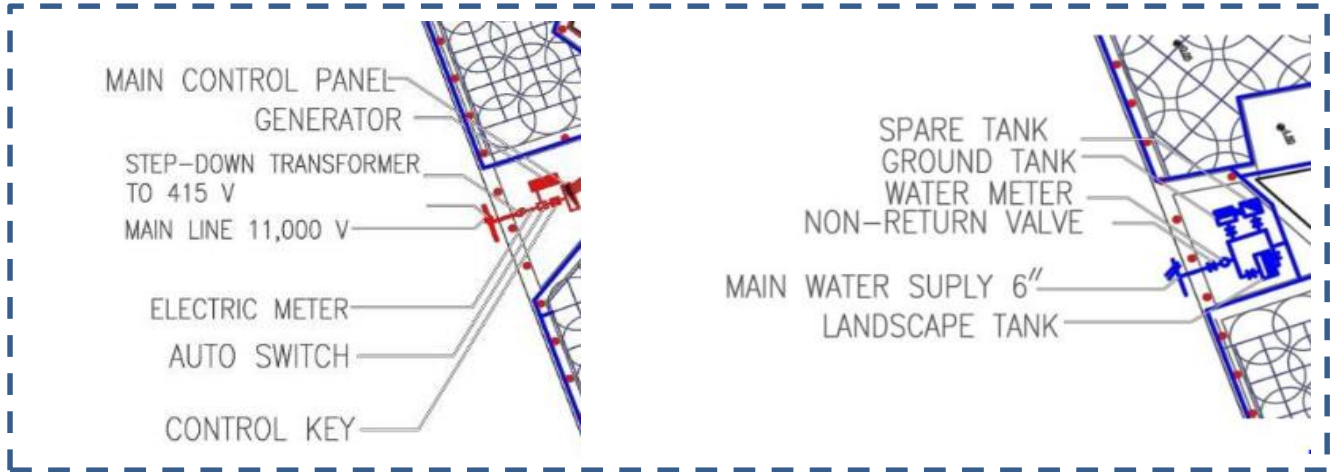 MAIN CONTROL PANEL
GENERATOR
STEP-DOWN TRANSFORMER
TO 415 V
MAIN LINE 11,000 V
ELECTRIC METER
AUTO SWITCH
CONTROL KEY
SPARE TANK
GROUND TANK
WATER METER
NON-RETURN VALVE
MAIN WATER SUPLY 6"
LANDSCAPE TANK